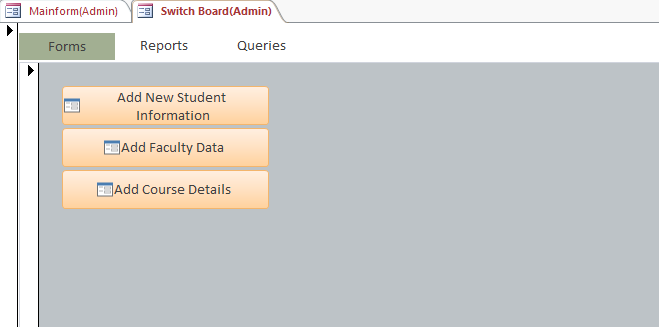 Mainform(Admin) Switch Board(Admin)
Forms Reports Queries
Add New Student
Information
Add Faculty Data
Add Course Details